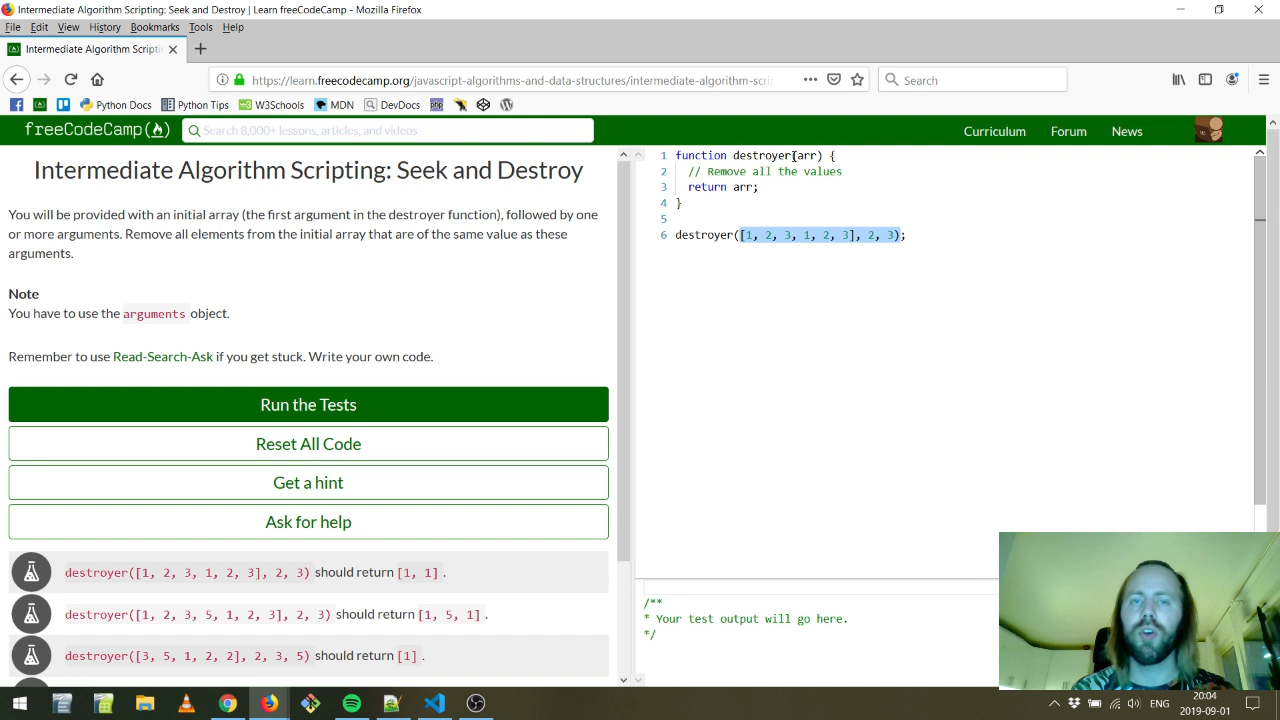 Intermediate Algorithm Scripting: Seek and Destroy | Learn freeCodeCamp - Mozilla Firefox
File Edit View History Bookmarks Tools Help
Intermediate Algorithm Scriptin
https://learn.freecodecamp.org/javascript-algorithms-and-data-structures/intermediate-algorithm-scrip
Search
Python Docs Python Tips W3Schools MDN DevDocs
freeCodeCamp
Search 8,000+ lessons, articles, and videos
Curriculum Forum News
Intermediate Algorithm Scripting: Seek and Destroy
You will be provided with an initial array (the first argument in the destroyer function), followed by one
or more arguments. Remove all elements from the initial array that are of the same value as these
arguments.
Note
You have to use the arguments object.
Remember to use Read-Search-Ask if you get stuck. Write your own code.
Run the Tests
Reset All Code
Get a hint
Ask for help
destroyer([1, 2, 3, 1, 2, 3], 2, 3) should return [1, 1].
destroyer([1, 2, 3, 5, 1, 2, 3], 2, 3) should return [1, 5, 1].
destroyer([3, 5, 1, 2, 2], 2, 3, 5) should return [1].
1 function destroyer(arr) {
2 // Remove all the values
3 return arr;
4 }
5
6 destroyer([1, 2, 3, 1, 2, 3], 2, 3);
/**
* Your test output will go here.
*/
ENG
20:04
2019-09-01